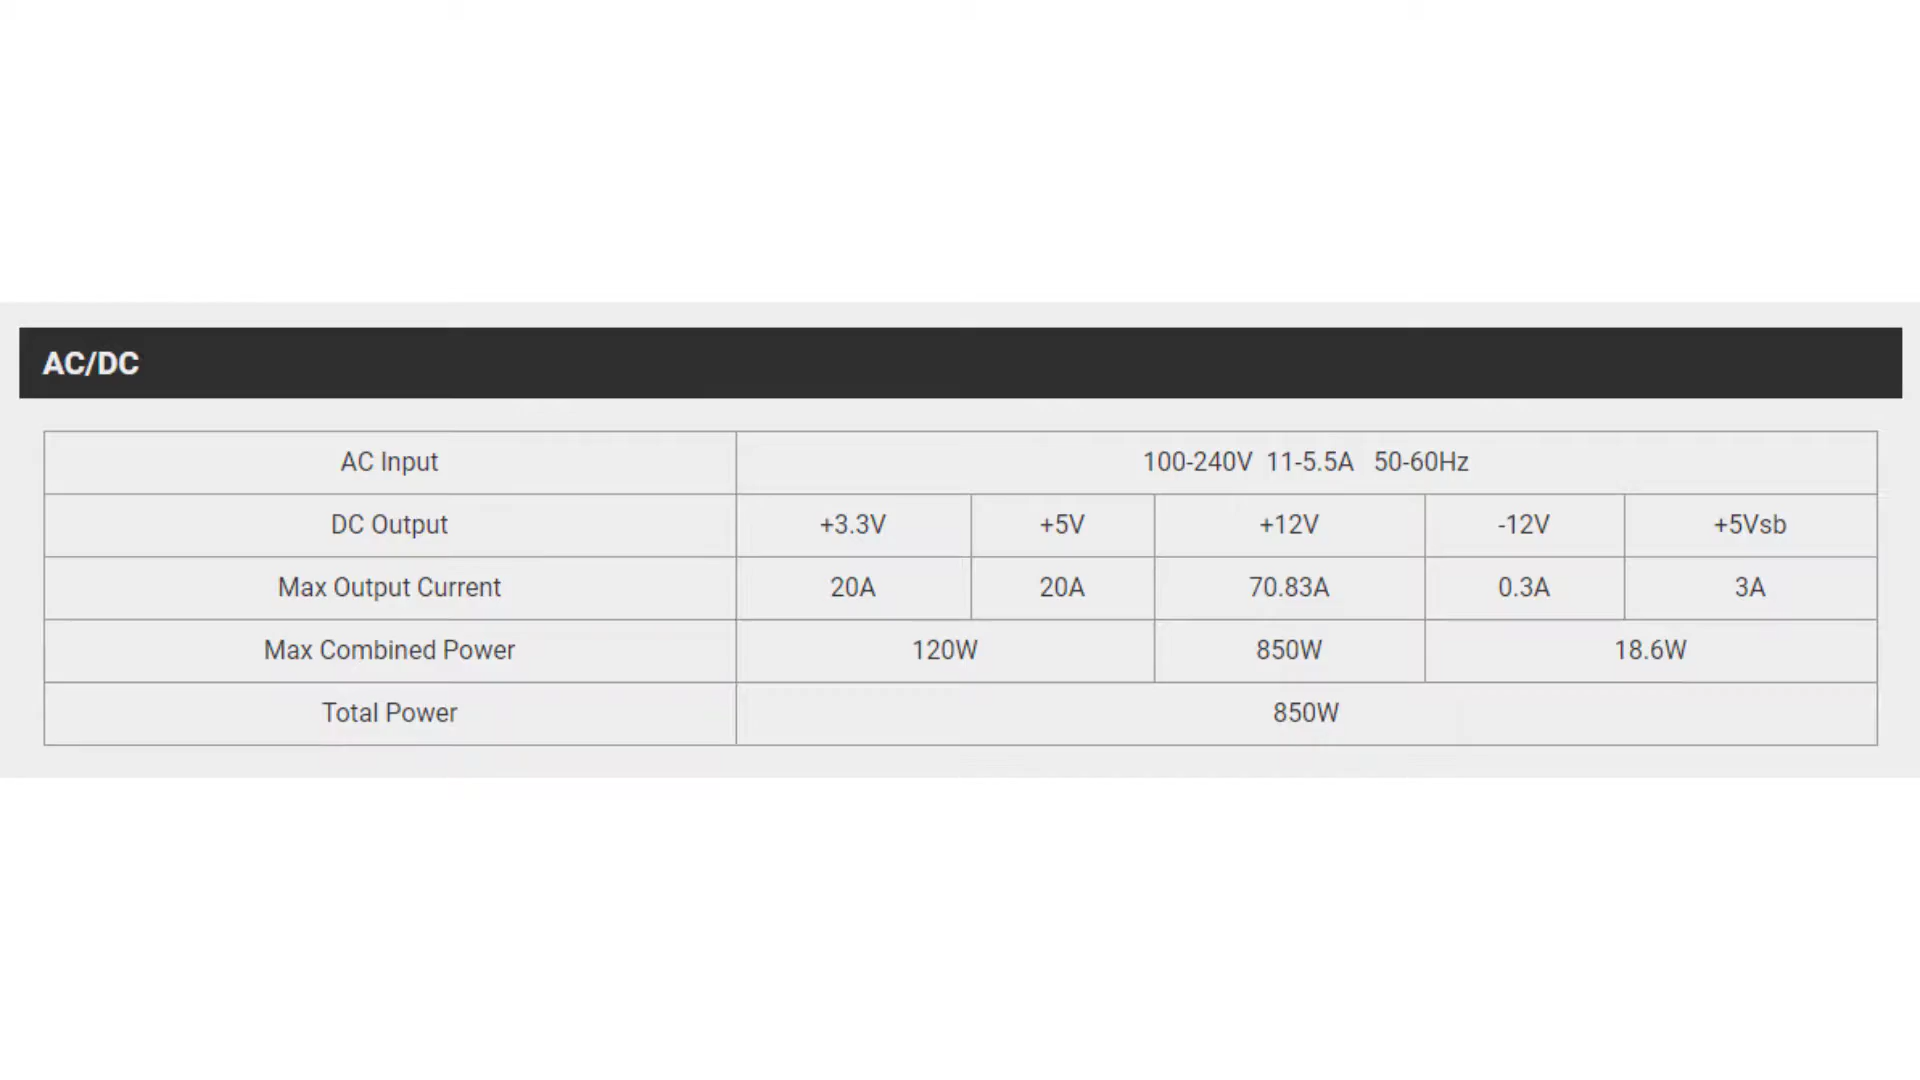 AC/DC
AC Input 100-240V 11-5.5A 50-60Hz
DC Output +3.3V +5V +12V -12V +5Vsb
Max Output Current 20A 20A 70.83A 0.3A 3A
Max Combined Power 120W 850W 18.6W
Total Power 850W